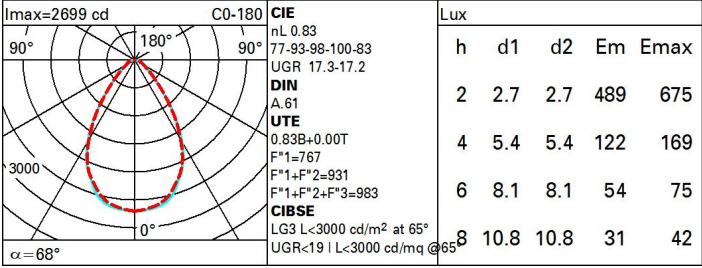 Imax=2699 cd C0-180
90° 180° 90°
3000
0°
α=68°
CIE
nL 0.83
77-93-98-100-83
UGR 17.3-17.2
DIN
A.61
UTE
0.83B+0.00T
F"1=767
F"1+F"2=931
F"1+F"2+F"3=983
CIBSE
LG3 L<3000 cd/m² at 65°
UGR<19 | L<3000 cd/mq @65°
Lux
h d1 d2 Em Emax
2 2.7 2.7 489 675
4 5.4 5.4 122 169
6 8.1 8.1 54 75
8 10.8 10.8 31 42